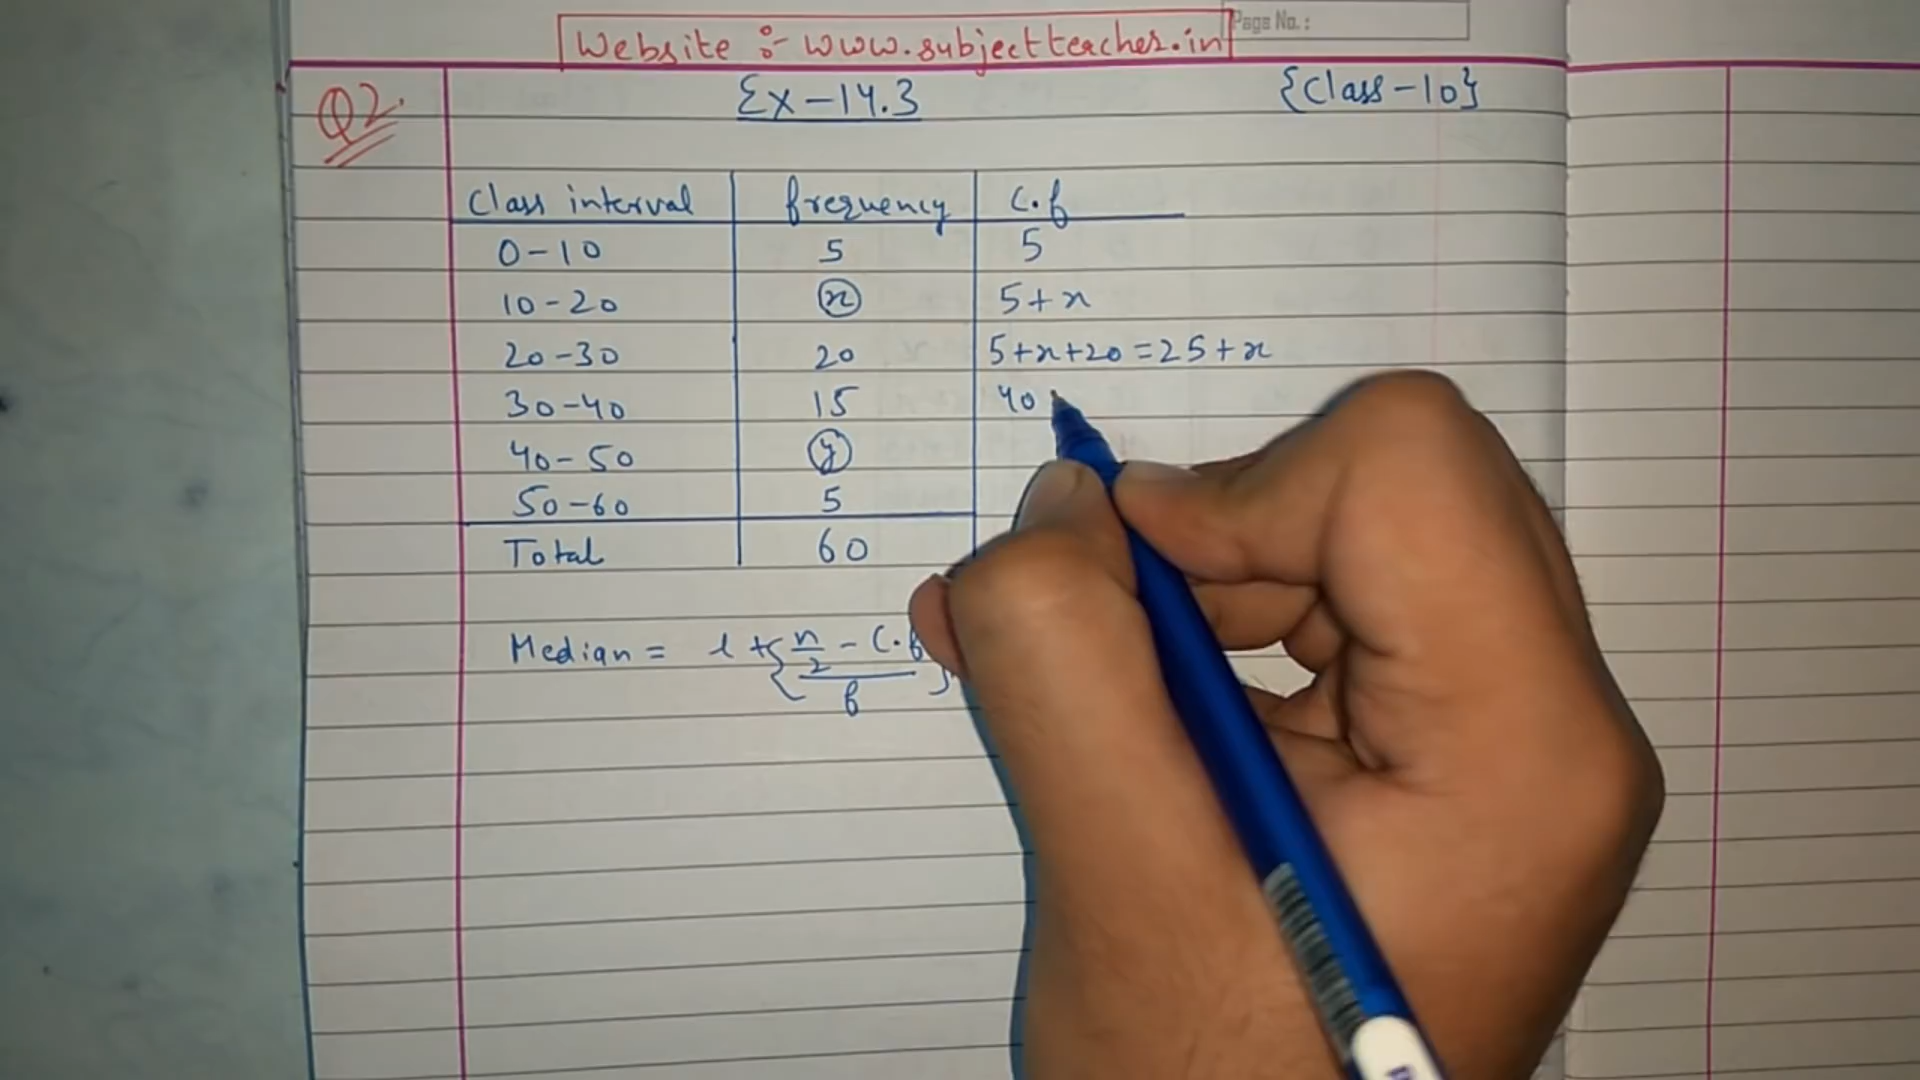 Page No.:
Website :- www.subjectteacher.in
Q2. Ex-14.3 {Class-10}
Class interval frequency C.f
0-10 5 5
10-20 x 5+x
20-30 20 5+x+20=25+x
30-40 15 40
40-50 y
50-60 5
Total 60
Median = l + { n/2 - C.f / f }